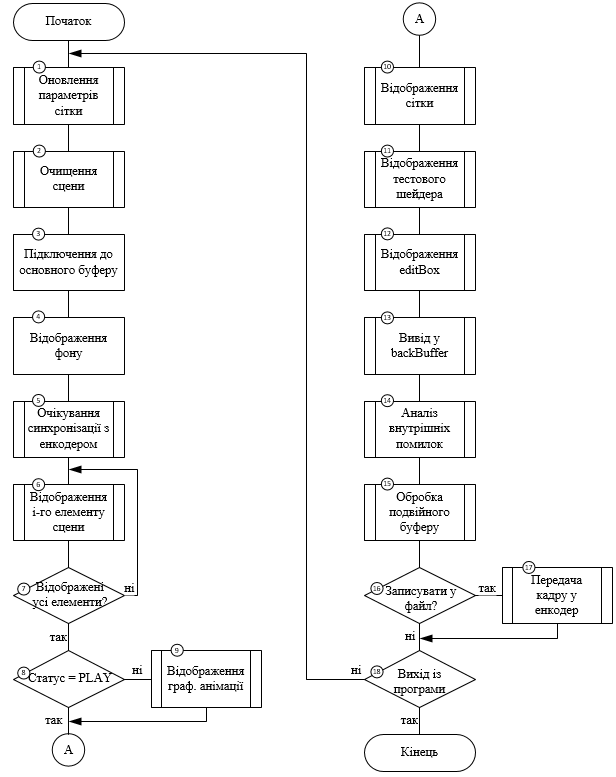 Початок
1
Оновлення
параметрів
сітки
2
Очищення
сцени
3
Підключення до
основного буферу
4
Відображення
фону
5
Очікування
синхронізації з
енкодером
6
Відображення
і-го елементу
сцени
7
Відображені
усі елементи?
ні
так
8
Статус = PLAY
ні
9
Відображення
граф. анімації
так
А
А
10
Відображення
сітки
11
Відображення
тестового
шейдера
12
Відображення
editBox
13
Вивід у
backBuffer
14
Аналіз
внутрішніх
помилок
15
Обробка
подвійного
буферу
16
Записувати у
файл?
так
17
Передача
кадру у
енкодер
ні
18
Вихід із
програми
ні
так
Кінець